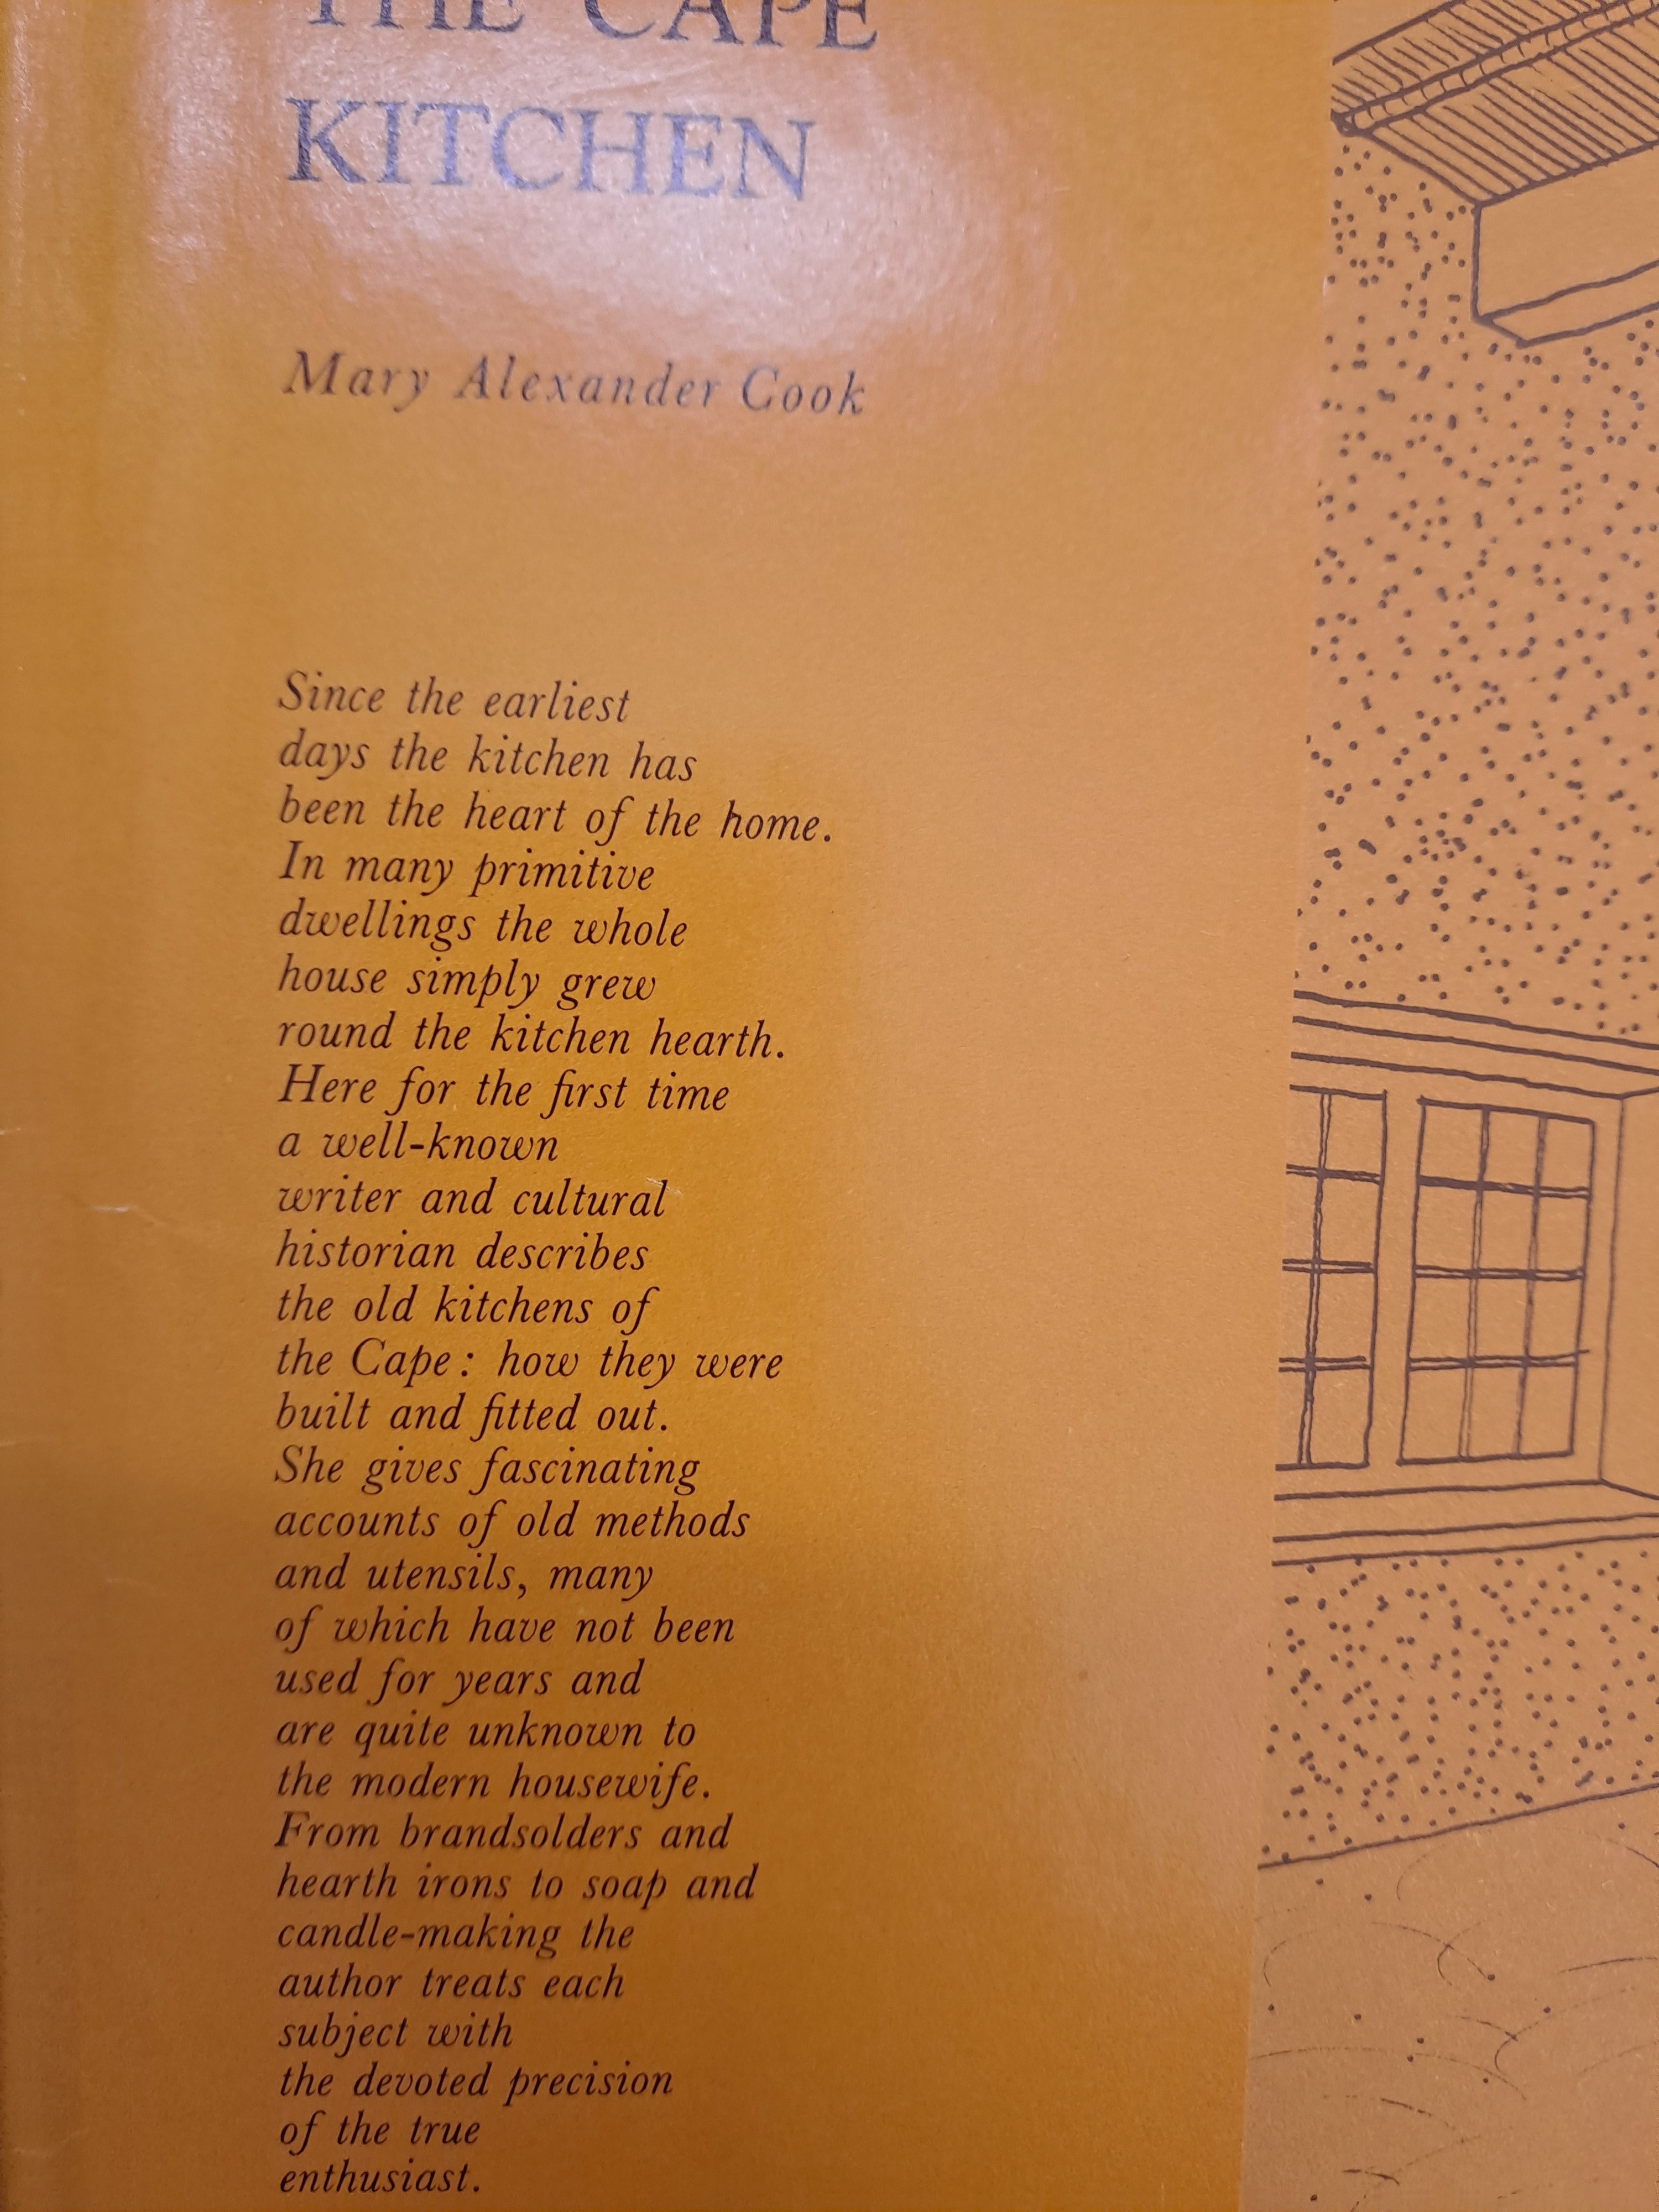 THE CAPE
KITCHEN
Mary Alexander Cook
Since the earliest
days the kitchen has
been the heart of the home.
In many primitive
dwellings the whole
house simply grew
round the kitchen hearth.
Here for the first time
a well-known
writer and cultural
historian describes
the old kitchens of
the Cape: how they were
built and fitted out.
She gives fascinating
accounts of old methods
and utensils, many
of which have not been
used for years and
are quite unknown to
the modern housewife.
From brandsolders and
hearth irons to soap and
candle-making the
author treats each
subject with
the devoted precision
of the true
enthusiast.